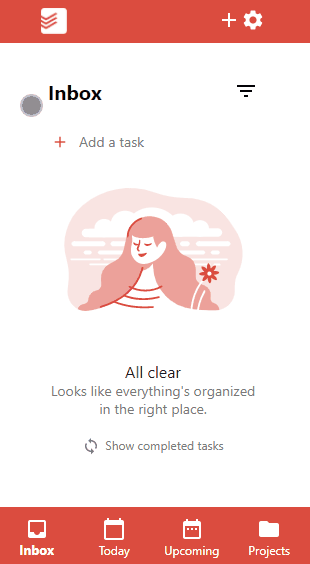 Inbox
Add a task
All clear
Looks like everything's organized
in the right place.
Show completed tasks
Inbox
Today
Upcoming
Projects